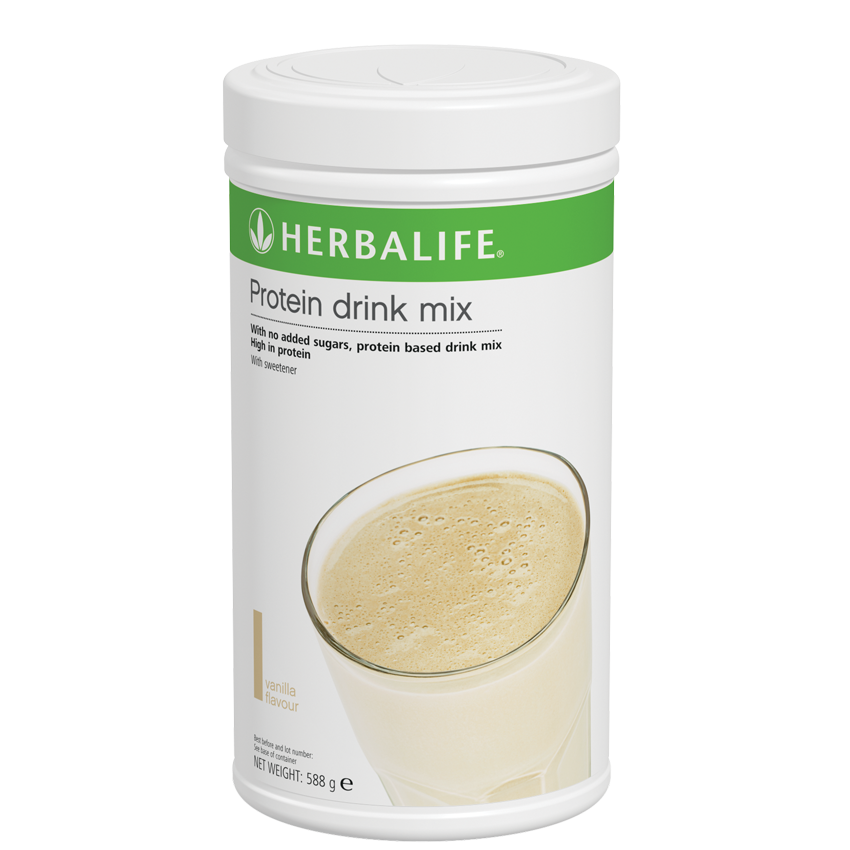 HERBALIFE®
Protein drink mix
With no added sugars, protein based drink mix
High in protein
With sweetener
vanilla
flavour
Best before and lot number:
See base of container
NET WEIGHT: 588 g ℮